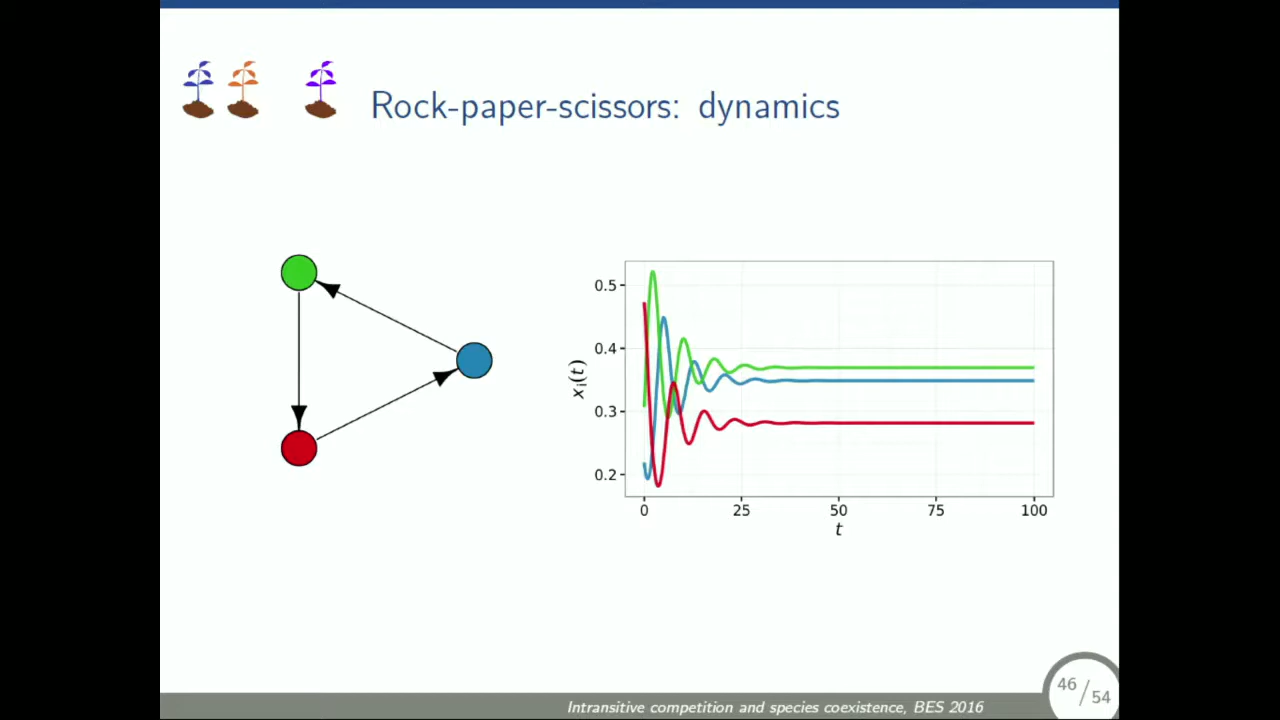 Rock-paper-scissors: dynamics
0.5
0.4
0.3
0.2
xi(t)
0 25 50 75 100
t
46/54
Intransitive competition and species coexistence, BES 2016